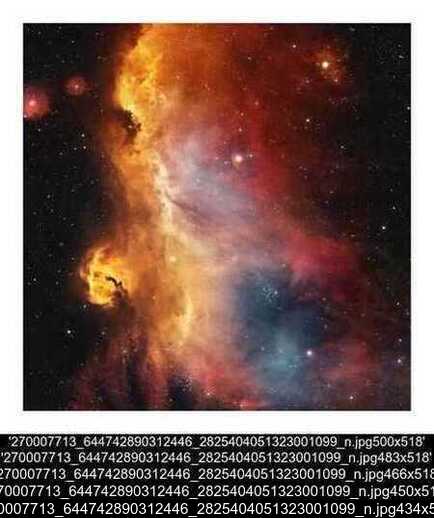 '270007713_644742890312446_2825404051323001099_n.jpg500x518'
'270007713_644742890312446_2825404051323001099_n.jpg483x518'
270007713_644742890312446_2825404051323001099_n.jpg466x518
70007713_644742890312446_2825404051323001099_n.jpg450x51
0007713_644742890312446_2825404051323001099_n.jpg434x5